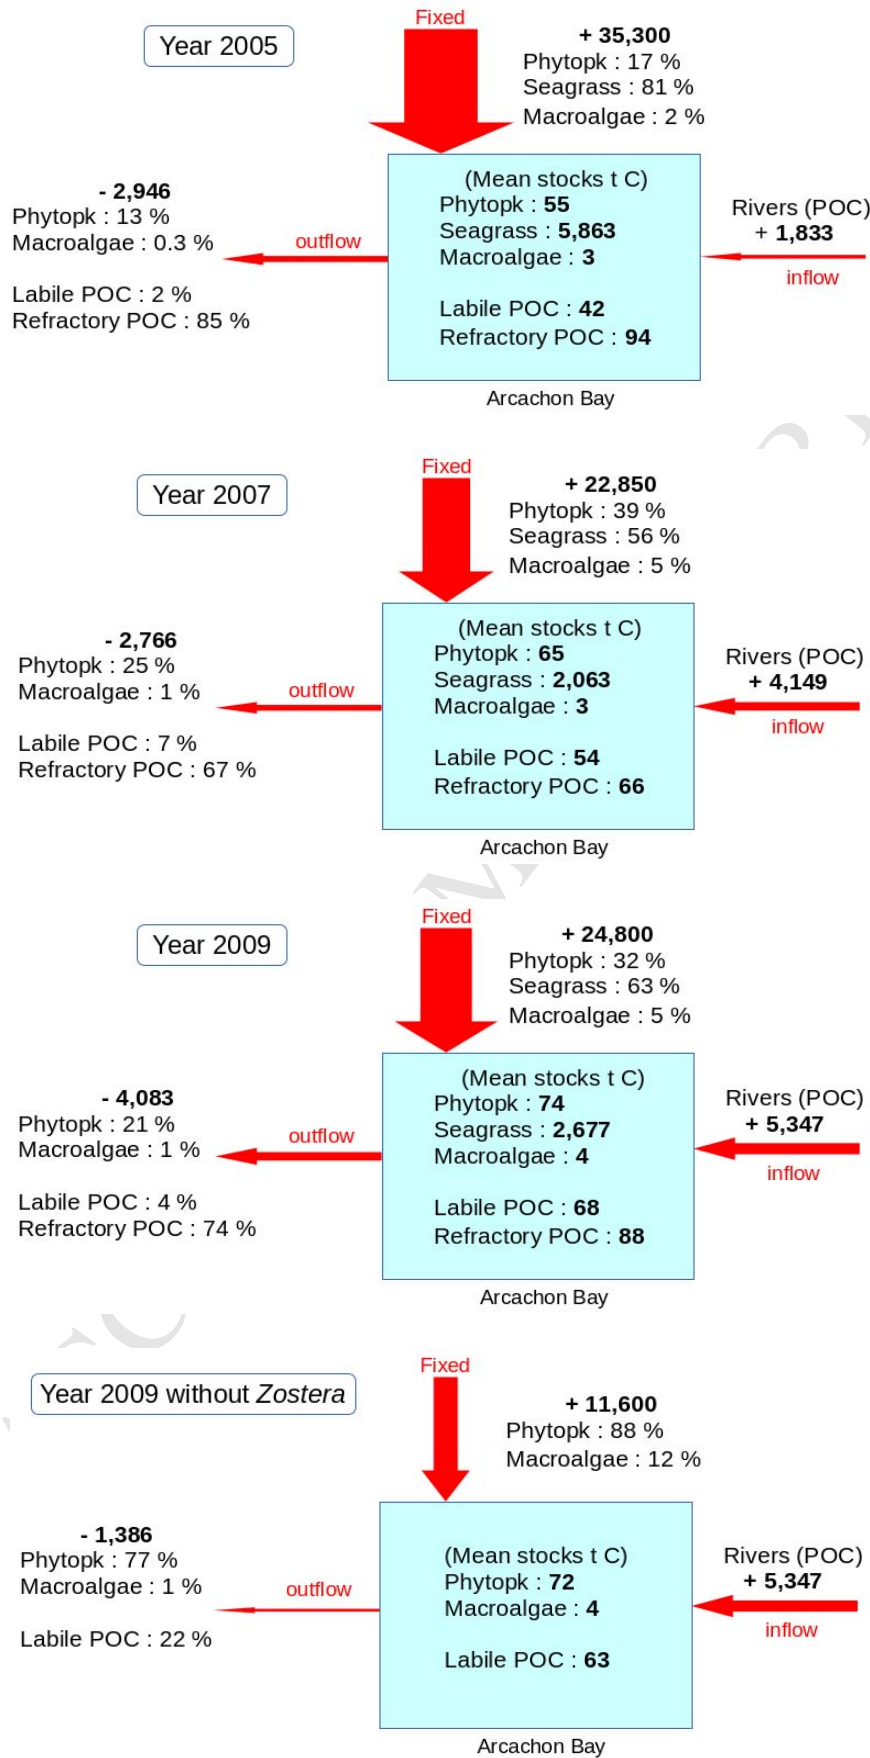 Fixed
Year 2005
+ 35,300
Phytopk : 17 %
Seagrass : 81 %
Macroalgae : 2 %
- 2,946
Phytopk : 13 %
Macroalgae : 0.3 %
Labile POC : 2 %
Refractory POC : 85 %
outflow
(Mean stocks t C)
Phytopk : 55
Seagrass : 5,863
Macroalgae : 3
Labile POC : 42
Refractory POC : 94
Rivers (POC)
+ 1,833
inflow
Arcachon Bay
Fixed
Year 2007
+ 22,850
Phytopk : 39 %
Seagrass : 56 %
Macroalgae : 5 %
- 2,766
Phytopk : 25 %
Macroalgae : 1 %
Labile POC : 7 %
Refractory POC : 67 %
outflow
(Mean stocks t C)
Phytopk : 65
Seagrass : 2,063
Macroalgae : 3
Labile POC : 54
Refractory POC : 66
Rivers (POC)
+ 4,149
inflow
Arcachon Bay
Fixed
Year 2009
+ 24,800
Phytopk : 32 %
Seagrass : 63 %
Macroalgae : 5 %
- 4,083
Phytopk : 21 %
Macroalgae : 1 %
Labile POC : 4 %
Refractory POC : 74 %
outflow
(Mean stocks t C)
Phytopk : 74
Seagrass : 2,677
Macroalgae : 4
Labile POC : 68
Refractory POC : 88
Rivers (POC)
+ 5,347
inflow
Arcachon Bay
Fixed
Year 2009 without Zostera
+ 11,600
Phytopk : 88 %
Macroalgae : 12 %
- 1,386
Phytopk : 77 %
Macroalgae : 1 %
Labile POC : 22 %
outflow
(Mean stocks t C)
Phytopk : 72
Macroalgae : 4
Labile POC : 63
Rivers (POC)
+ 5,347
inflow
Arcachon Bay